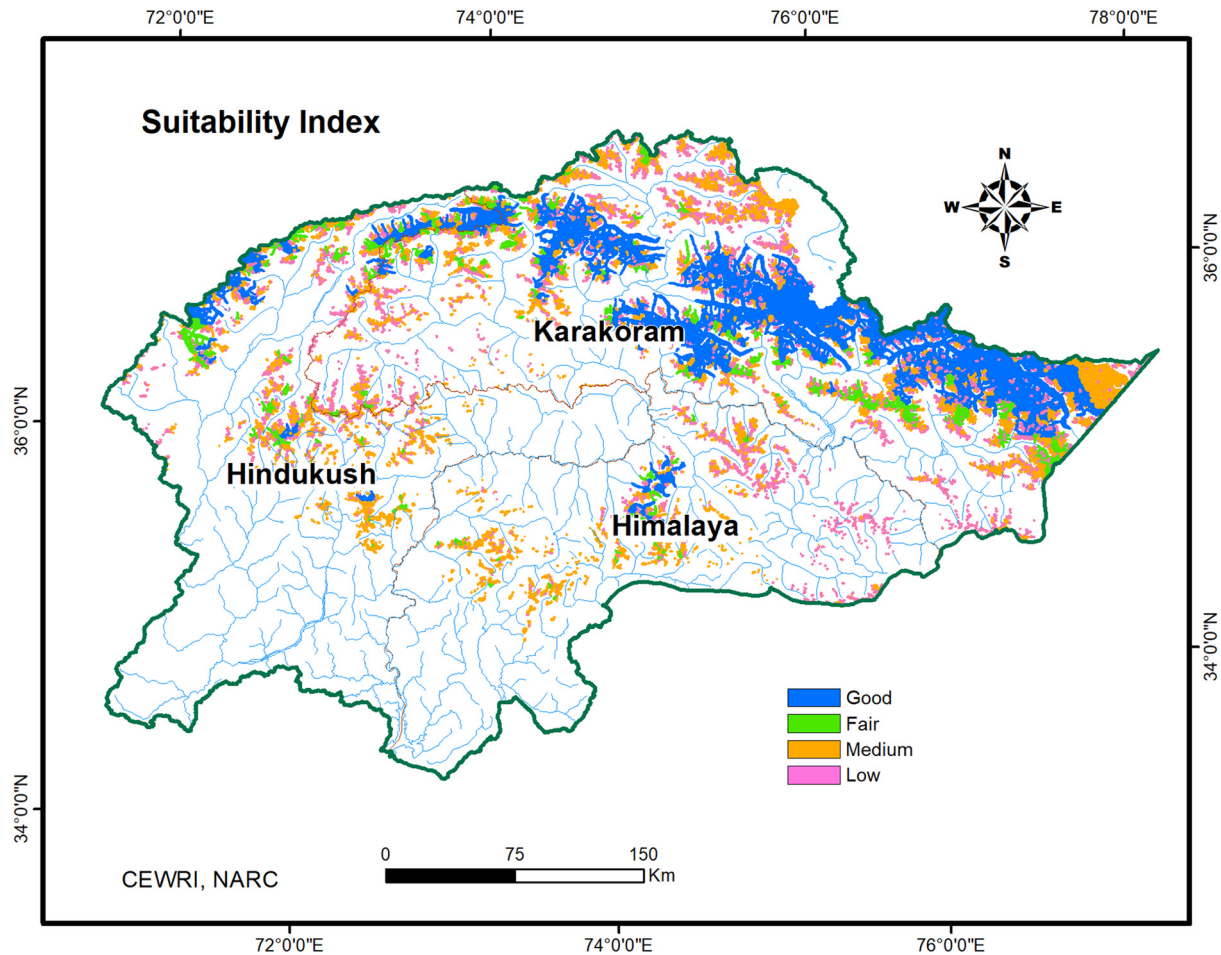 72°0'0"E 74°0'0"E 76°0'0"E 78°0'0"E
Suitability Index
N
W E
S
36°0'0"N
Karakoram
36°0'0"N
Hindukush
Himalaya
34°0'0"N
Good
Fair
Medium
Low
34°0'0"N
0 75 150
Km
CEWRI, NARC
72°0'0"E 74°0'0"E 76°0'0"E